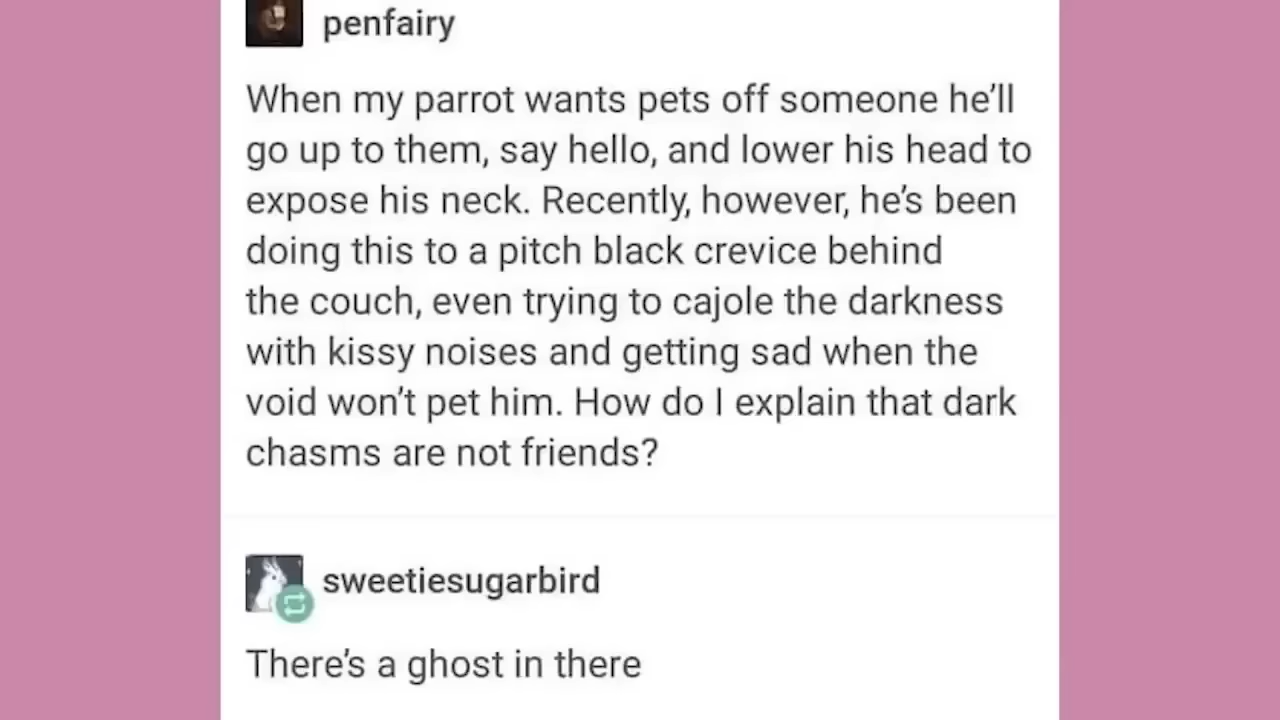 penfairy
When my parrot wants pets off someone he’ll
go up to them, say hello, and lower his head to
expose his neck. Recently, however, he’s been
doing this to a pitch black crevice behind
the couch, even trying to cajole the darkness
with kissy noises and getting sad when the
void won’t pet him. How do I explain that dark
chasms are not friends?
sweetiesugarbird
There’s a ghost in there